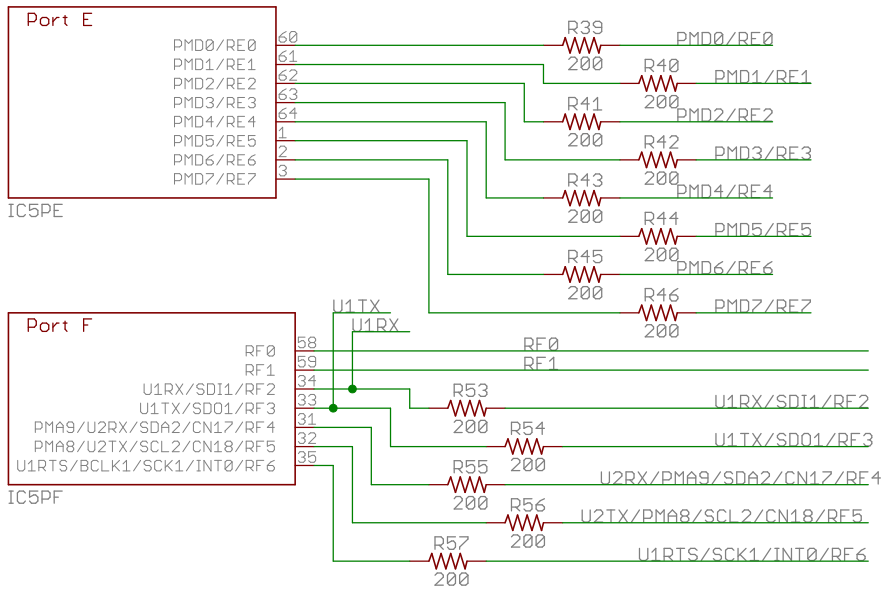 Port E
PMD0/RE0 60 R39 200 PMD0/RE0
PMD1/RE1 61 R40 200 PMD1/RE1
PMD2/RE2 62 R41 200 PMD2/RE2
PMD3/RE3 63 R42 200 PMD3/RE3
PMD4/RE4 64 R43 200 PMD4/RE4
PMD5/RE5 1 R44 200 PMD5/RE5
PMD6/RE6 2 R45 200 PMD6/RE6
PMD7/RE7 3 R46 200 PMD7/RE7
IC5PE
Port F
U1TX
U1RX
RF0 58 RF0
RF1 59 RF1
U1RX/SDI1/RF2 34 R53 200 U1RX/SDI1/RF2
U1TX/SDO1/RF3 33 R54 200 U1TX/SDO1/RF3
PMA9/U2RX/SDA2/CN17/RF4 31 R55 200 U2RX/PMA9/SDA2/CN17/RF4
PMA8/U2TX/SCL2/CN18/RF5 32 R56 200 U2TX/PMA8/SCL2/CN18/RF5
U1RTS/BCLK1/SCK1/INT0/RF6 35 R57 200 U1RTS/SCK1/INT0/RF6
IC5PF